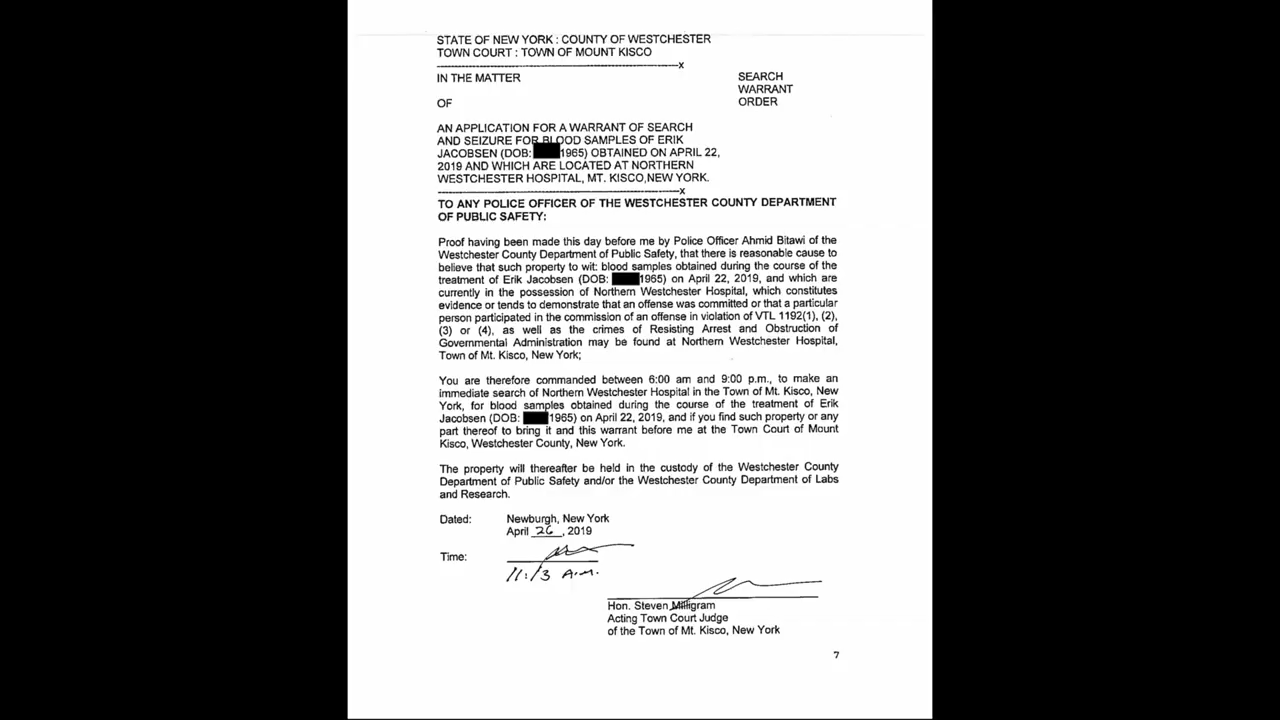 STATE OF NEW YORK : COUNTY OF WESTCHESTER
TOWN COURT : TOWN OF MOUNT KISCO
--------------------------------------------------------------------x
IN THE MATTER
SEARCH
WARRANT
OF
ORDER
AN APPLICATION FOR A WARRANT OF SEARCH
AND SEIZURE FOR BLOOD SAMPLES OF ERIK
JACOBSEN (DOB: 1965) OBTAINED ON APRIL 22,
2019 AND WHICH ARE LOCATED AT NORTHERN
WESTCHESTER HOSPITAL, MT. KISCO,NEW YORK.
--------------------------------------------------------------------x
TO ANY POLICE OFFICER OF THE WESTCHESTER COUNTY DEPARTMENT
OF PUBLIC SAFETY:
Proof having been made this day before me by Police Officer Ahmid Bitawi of the
Westchester County Department of Public Safety, that there is reasonable cause to
believe that such property to wit: blood samples obtained during the course of the
treatment of Erik Jacobsen (DOB: 1965) on April 22, 2019, and which are
currently in the possession of Northern Westchester Hospital, which constitutes
evidence or tends to demonstrate that an offense was committed or that a particular
person participated in the commission of an offense in violation of VTL 1192(1), (2),
(3) or (4), as well as the crimes of Resisting Arrest and Obstruction of
Governmental Administration may be found at Northern Westchester Hospital,
Town of Mt. Kisco, New York;
You are therefore commanded between 6:00 am and 9:00 p.m., to make an
immediate search of Northern Westchester Hospital in the Town of Mt. Kisco, New
York, for blood samples obtained during the course of the treatment of Erik
Jacobsen (DOB: 1965) on April 22, 2019, and if you find such property or any
part thereof to bring it and this warrant before me at the Town Court of Mount
Kisco, Westchester County, New York.
The property will thereafter be held in the custody of the Westchester County
Department of Public Safety and/or the Westchester County Department of Labs
and Research.
Dated: Newburgh, New York
April 26, 2019
Time:
11:13 A.M.
Hon. Steven Milligram
Acting Town Court Judge
of the Town of Mt. Kisco, New York
7